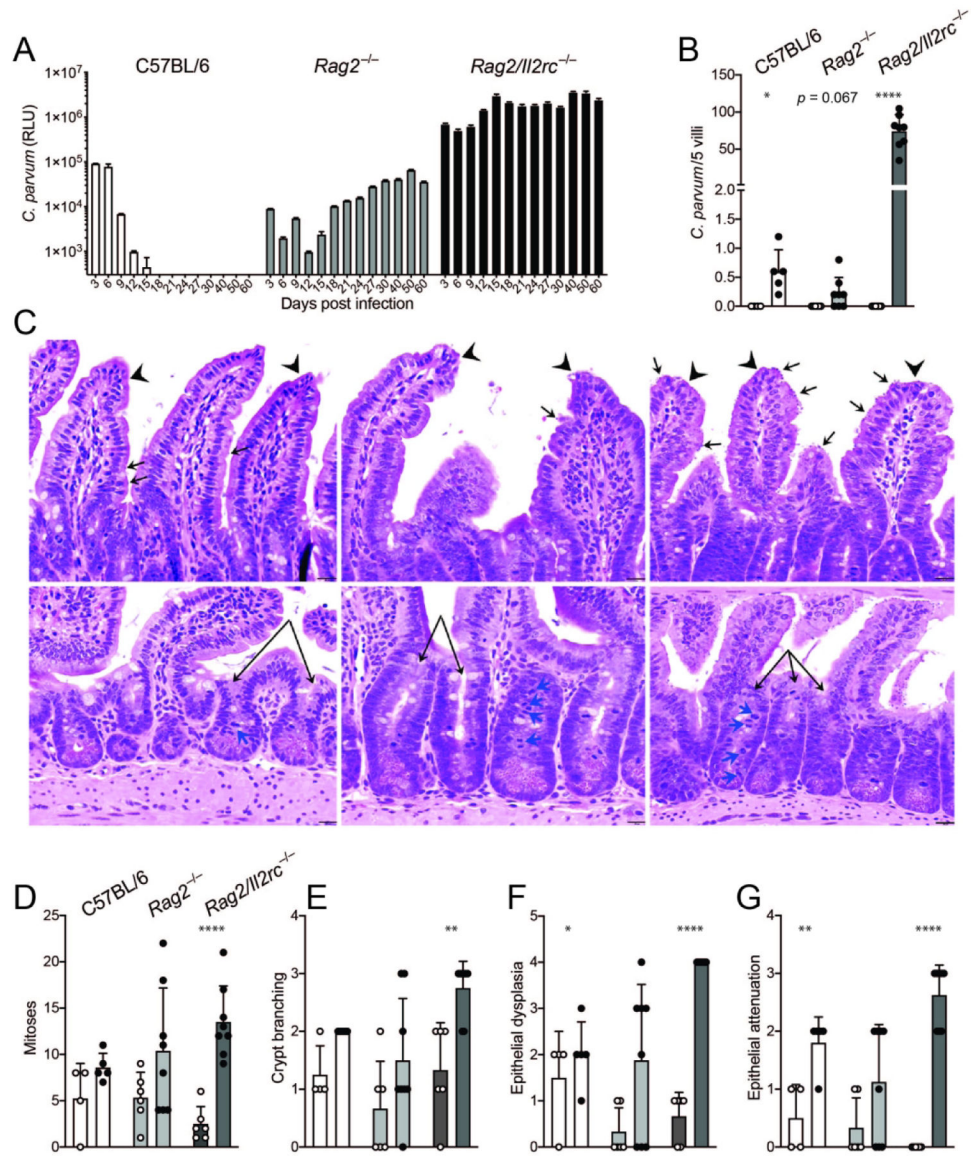 A
C57BL/6
Rag2−/−
Rag2/Il2rc−/−
C. parvum (RLU)
1×10⁷
1×10⁶
1×10⁵
1×10⁴
1×10³
3 6 9 12 15 18 21 24 27 30 40 50 60
3 6 9 12 15 18 21 24 27 30 40 50 60
3 6 9 12 15 18 21 24 27 30 40 50 60
Days post infection
B
C57BL/6
Rag2−/−
Rag2/Il2rc−/−
*
p = 0.067
****
C. parvum/5 villi
150
100
50
2.0
1.5
1.0
0.5
0.0
C
D
C57BL/6
Rag2−/−
Rag2/Il2rc−/−
****
Mitoses
25
20
15
10
5
0
E
**
Crypt branching
4
3
2
1
0
F
*
****
Epithelial dysplasia
5
4
3
2
1
0
G
**
****
Epithelial attenuation
4
3
2
1
0